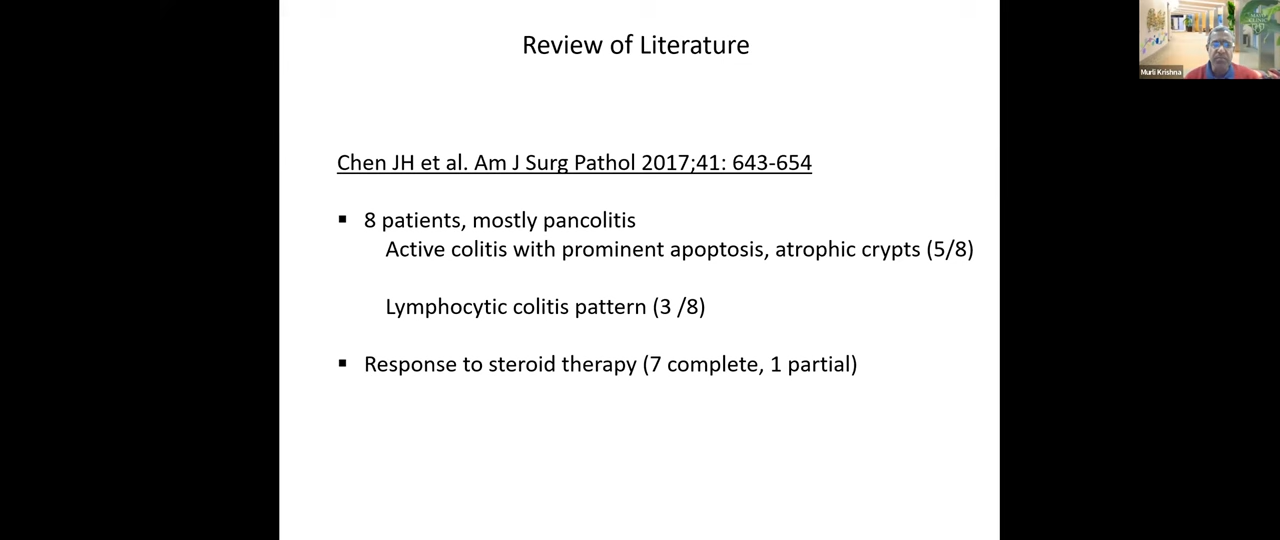 Review of Literature
Murli Krishna
Chen JH et al. Am J Surg Pathol 2017;41: 643-654
▪ 8 patients, mostly pancolitis
Active colitis with prominent apoptosis, atrophic crypts (5/8)
Lymphocytic colitis pattern (3 /8)
▪ Response to steroid therapy (7 complete, 1 partial)